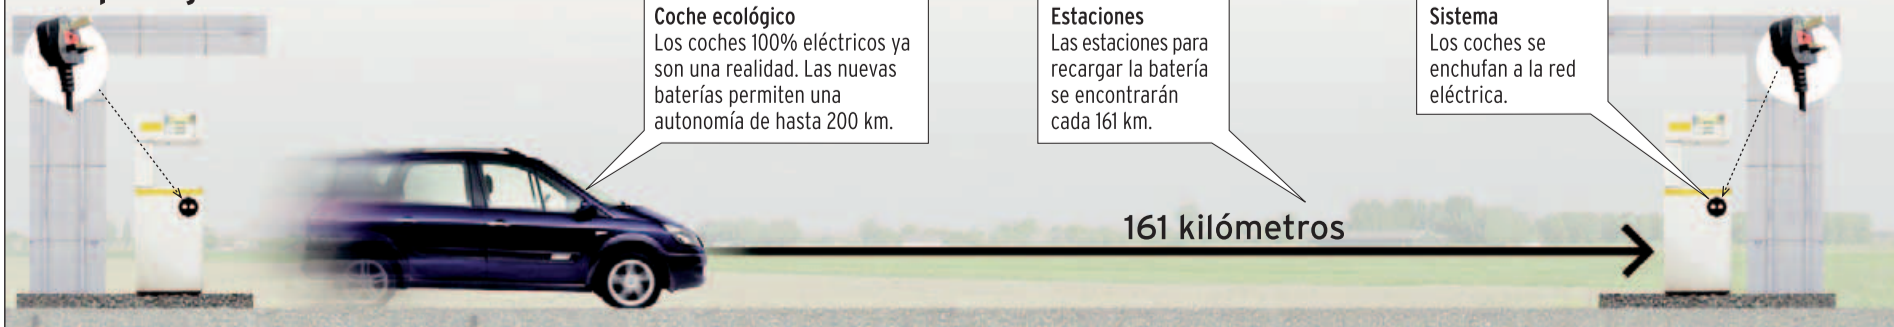 Coche ecológico
Los coches 100% eléctricos ya
son una realidad. Las nuevas
baterías permiten una
autonomía de hasta 200 km.
Estaciones
Las estaciones para
recargar la batería
se encontrarán
cada 161 km.
Sistema
Los coches se
enchufan a la red
eléctrica.
161 kilómetros